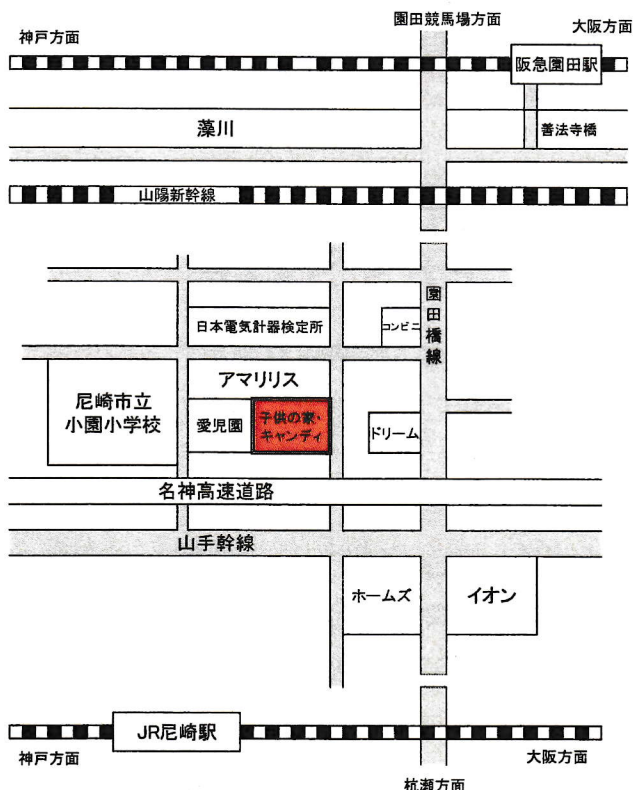 園田競馬場方面
神戸方面
大阪方面
阪急園田駅
藻川
善法寺橋
山陽新幹線
園田橋線
日本電気計器検定所
コンビニ
アマリリス
尼崎市立
小園小学校
愛児園
子供の家・
キャンディ
ドリーム
名神高速道路
山手幹線
ホームズ
イオン
JR尼崎駅
神戸方面
大阪方面
杭瀬方面